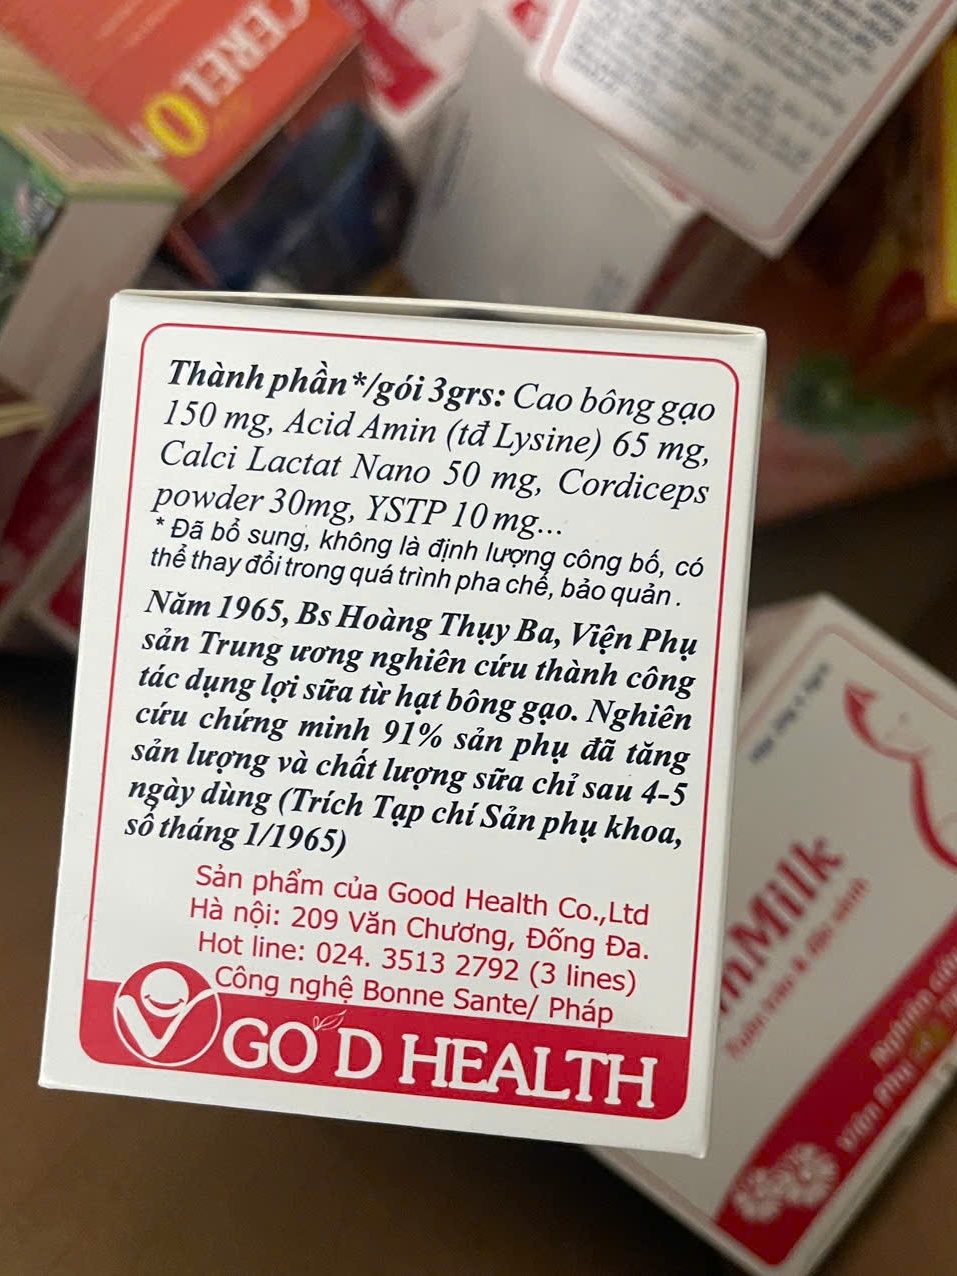 CEREL
Thành phần*/gói 3grs: Cao bông gạo
150 mg, Acid Amin (tđ Lysine) 65 mg,
Calci Lactat Nano 50 mg, Cordiceps
powder 30mg, YSTP 10 mg...
* Đã bổ sung, không là định lượng công bố, có
thể thay đổi trong quá trình pha chế, bảo quản.
Năm 1965, Bs Hoàng Thụy Ba, Viện Phụ
sản Trung ương nghiên cứu thành công
tác dụng lợi sữa từ hạt bông gạo. Nghiên
cứu chứng minh 91% sản phụ đã tăng
sản lượng và chất lượng sữa chỉ sau 4-5
ngày dùng (Trích Tạp chí Sản phụ khoa,
số tháng 1/1965)
Sản phẩm của Good Health Co.,Ltd
Hà nội: 209 Văn Chương, Đống Đa.
Hot line: 024. 3513 2792 (3 lines)
Công nghệ Bonne Sante/ Pháp
GOOD HEALTH
mMilk